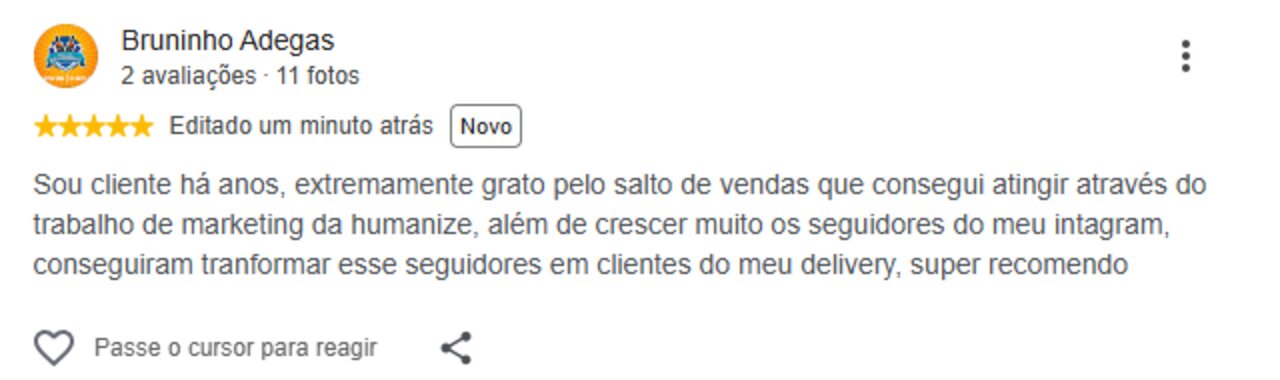 Bruninho Adegas
2 avaliações · 11 fotos
Editado um minuto atrás Novo
Sou cliente há anos, extremamente grato pelo salto de vendas que consegui atingir através do
trabalho de marketing da humanize, além de crescer muito os seguidores do meu intagram,
conseguiram tranformar esse seguidores em clientes do meu delivery, super recomendo
Passe o cursor para reagir